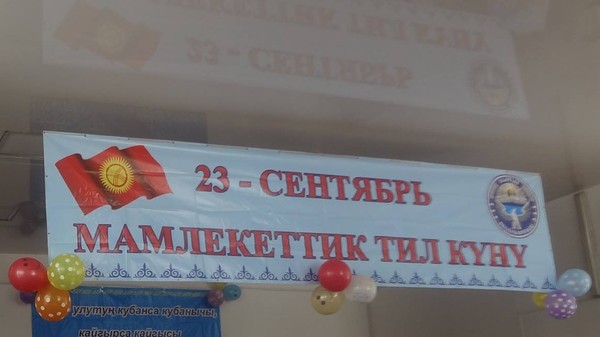 23 - СЕНТЯБРЬ
МАМЛЕКЕТТИК ТИЛ КҮНҮ
улутуң кубанса кубанычы,
кайгырса кайгысы